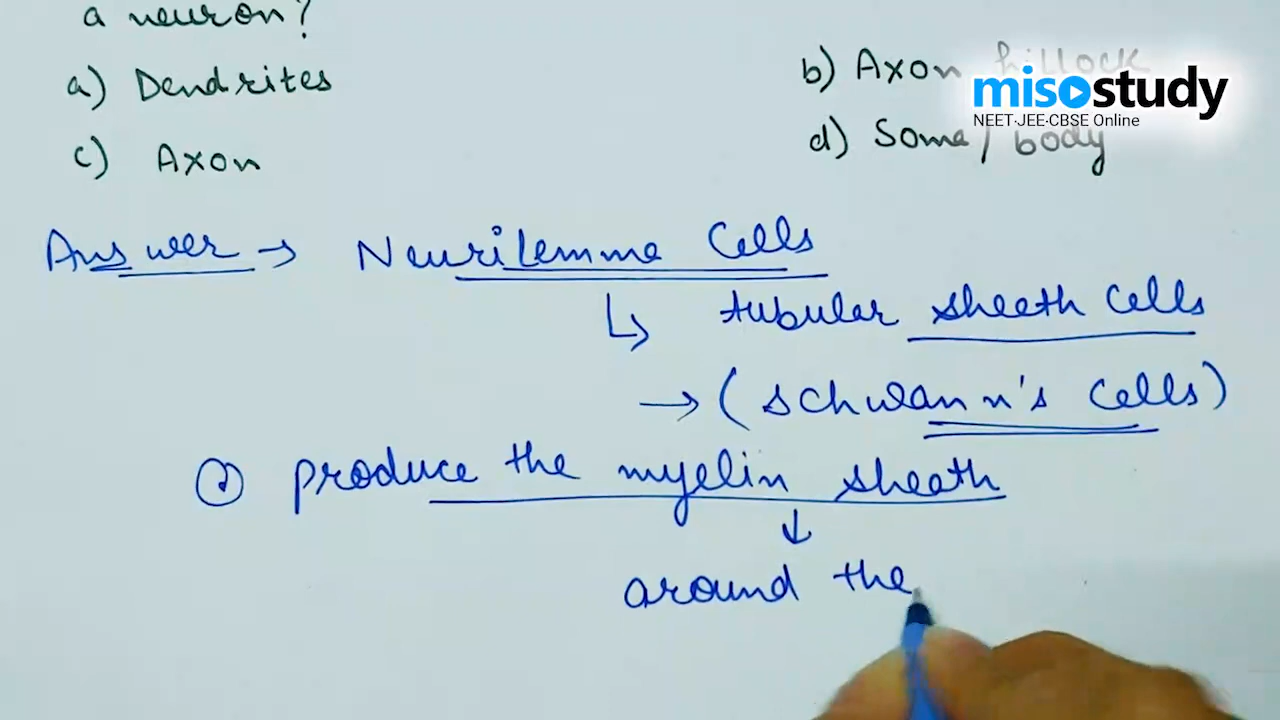 a neuron?
a) Dendrites
b) Axon hillock
misostudy
NEET·JEE·CBSE Online
c) Axon
d) Soma / body
Answer → Neurilemma Cells
↳ tubular sheath cells
→ (schwann's cells)
produce the myelin sheath
↓
around the